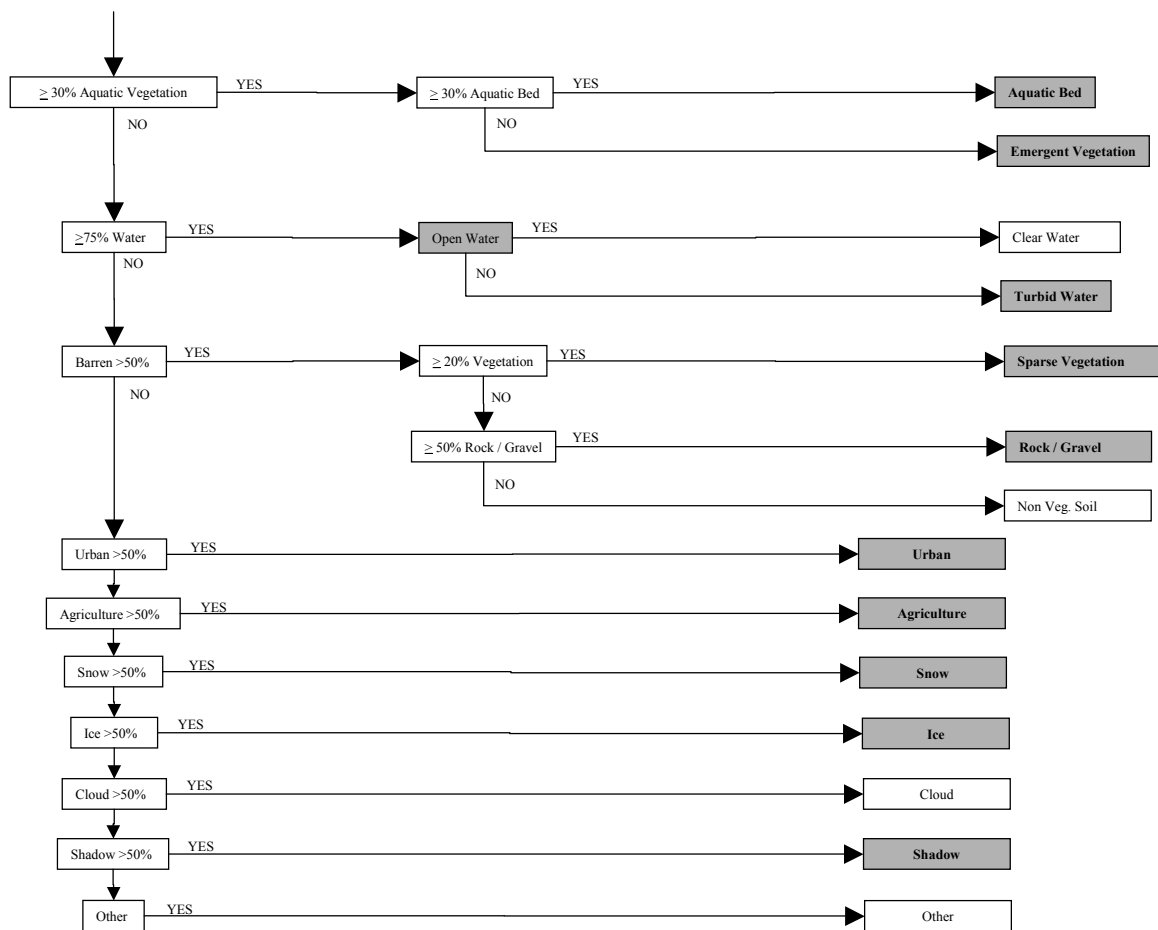 ≥ 30% Aquatic Vegetation YES ≥ 30% Aquatic Bed YES Aquatic Bed
NO NO
Emergent Vegetation
≥75% Water YES Open Water YES Clear Water
NO NO
Turbid Water
Barren >50% YES ≥ 20% Vegetation YES Sparse Vegetation
NO NO
≥ 50% Rock / Gravel YES Rock / Gravel
NO
Non Veg. Soil
Urban >50% YES Urban
Agriculture >50% YES Agriculture
Snow >50% YES Snow
Ice >50% YES Ice
Cloud >50% YES Cloud
Shadow >50% YES Shadow
Other YES Other